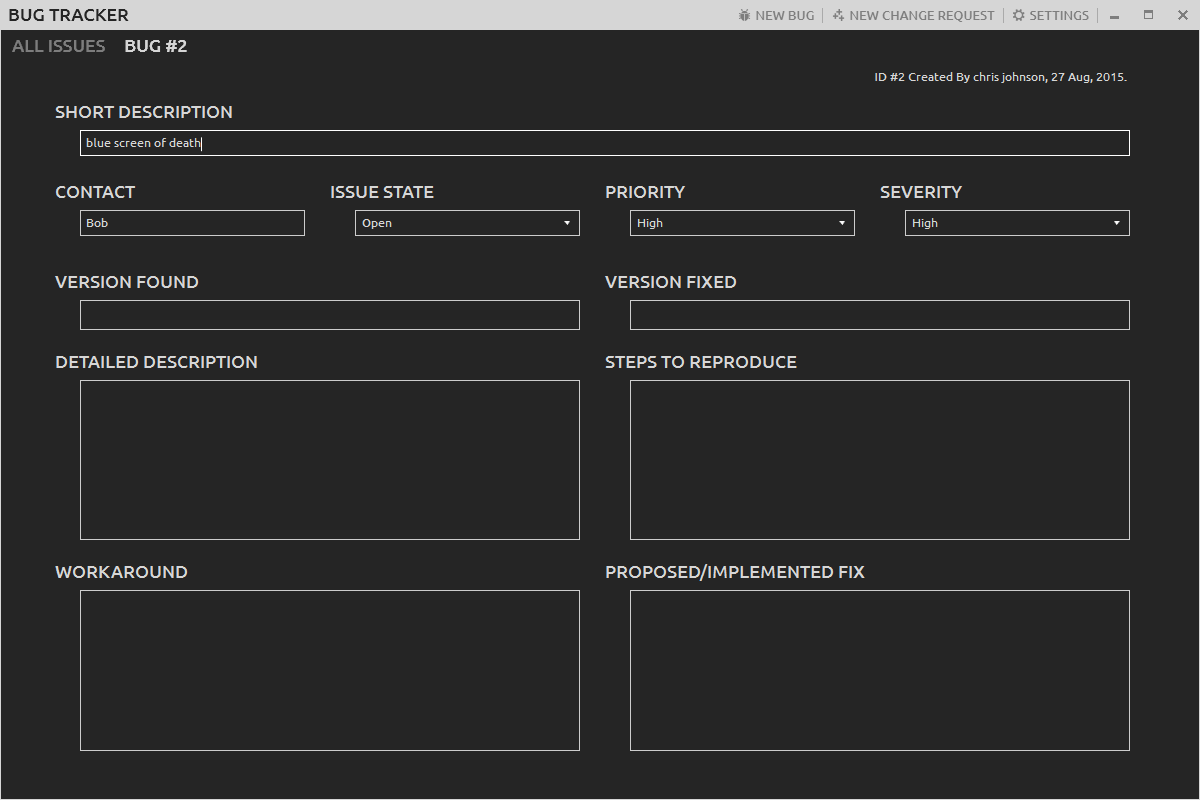 BUG TRACKER NEW BUG NEW CHANGE REQUEST SETTINGS
ALL ISSUES BUG #2
ID #2 Created By chris johnson, 27 Aug, 2015.
SHORT DESCRIPTION
blue screen of death
CONTACT ISSUE STATE PRIORITY SEVERITY
Bob Open High High
VERSION FOUND VERSION FIXED
DETAILED DESCRIPTION STEPS TO REPRODUCE
WORKAROUND PROPOSED/IMPLEMENTED FIX